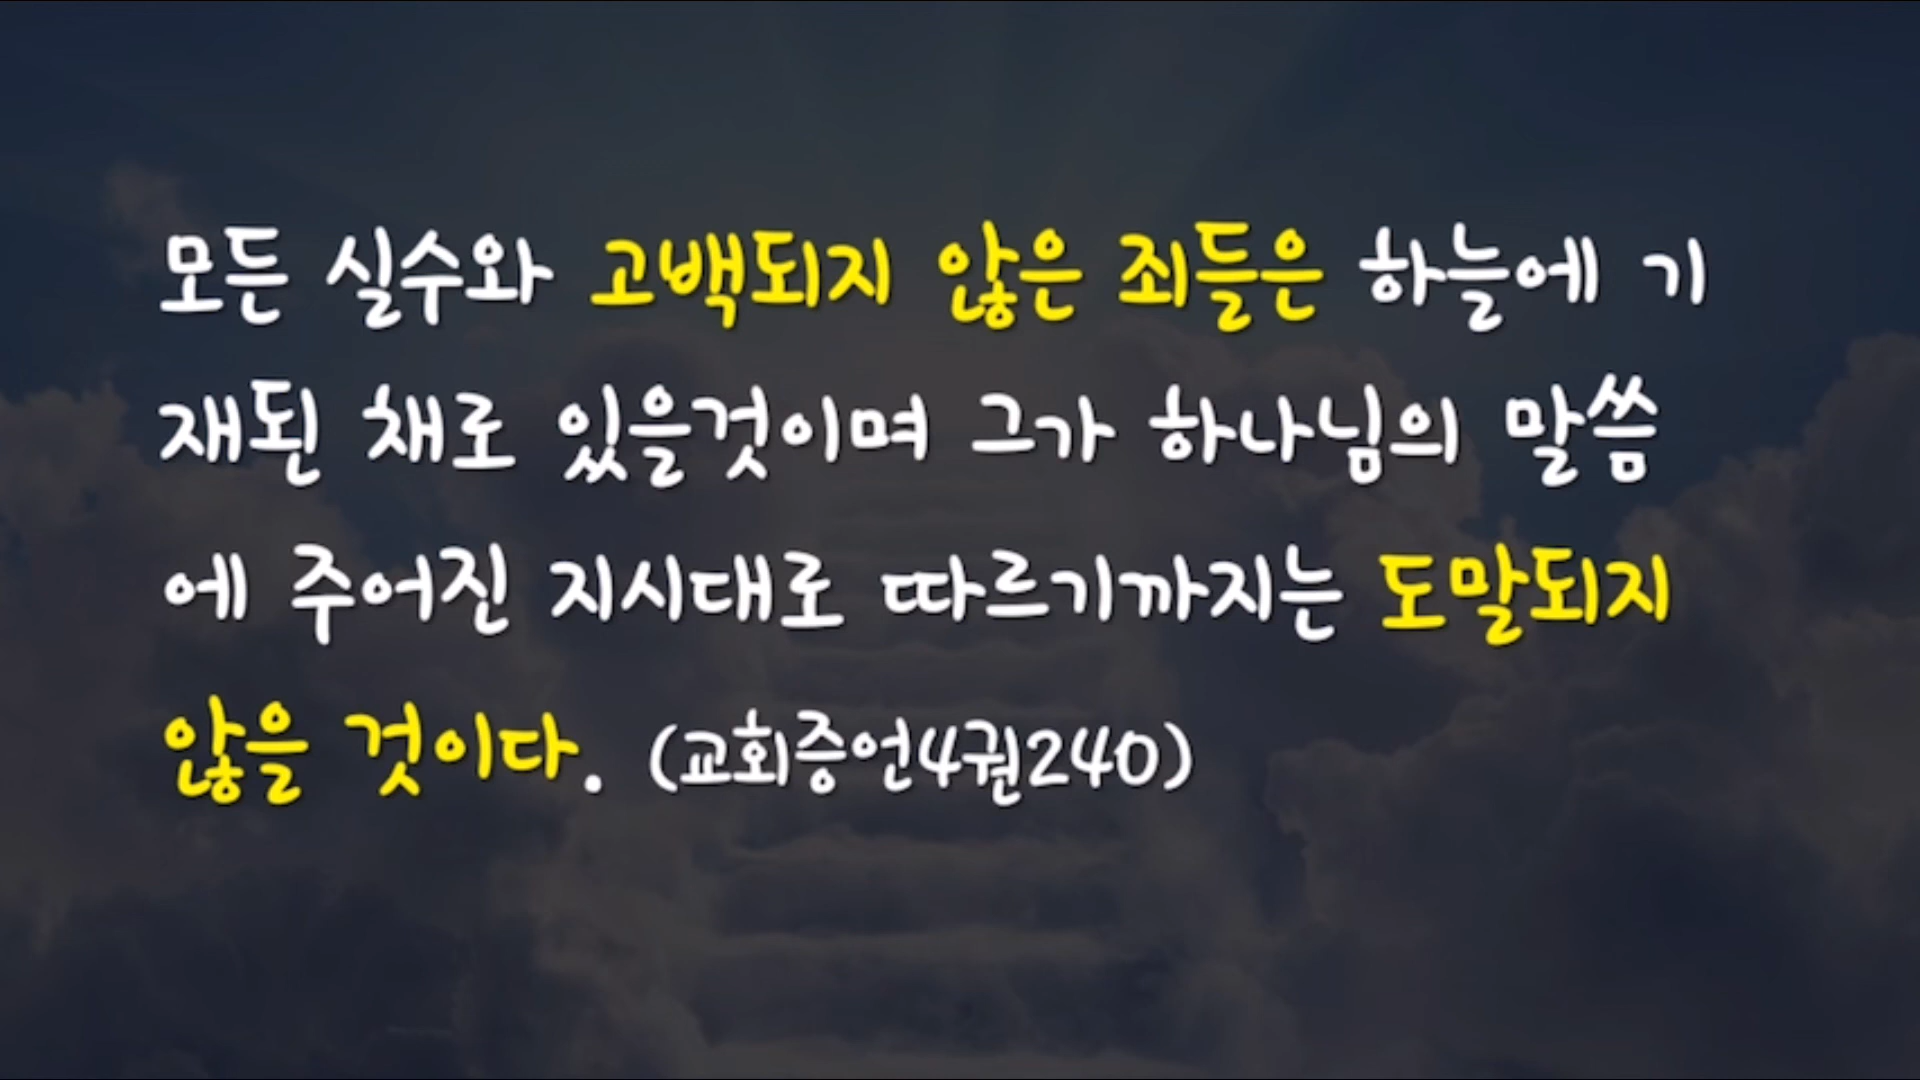 모든 실수와 고백되지 않은 죄들은 하늘에 기
재된 채로 있을것이며 그가 하나님의 말씀
에 주어진 지시대로 따르기까지는 도말되지
않을 것이다. (교회증언4권240)